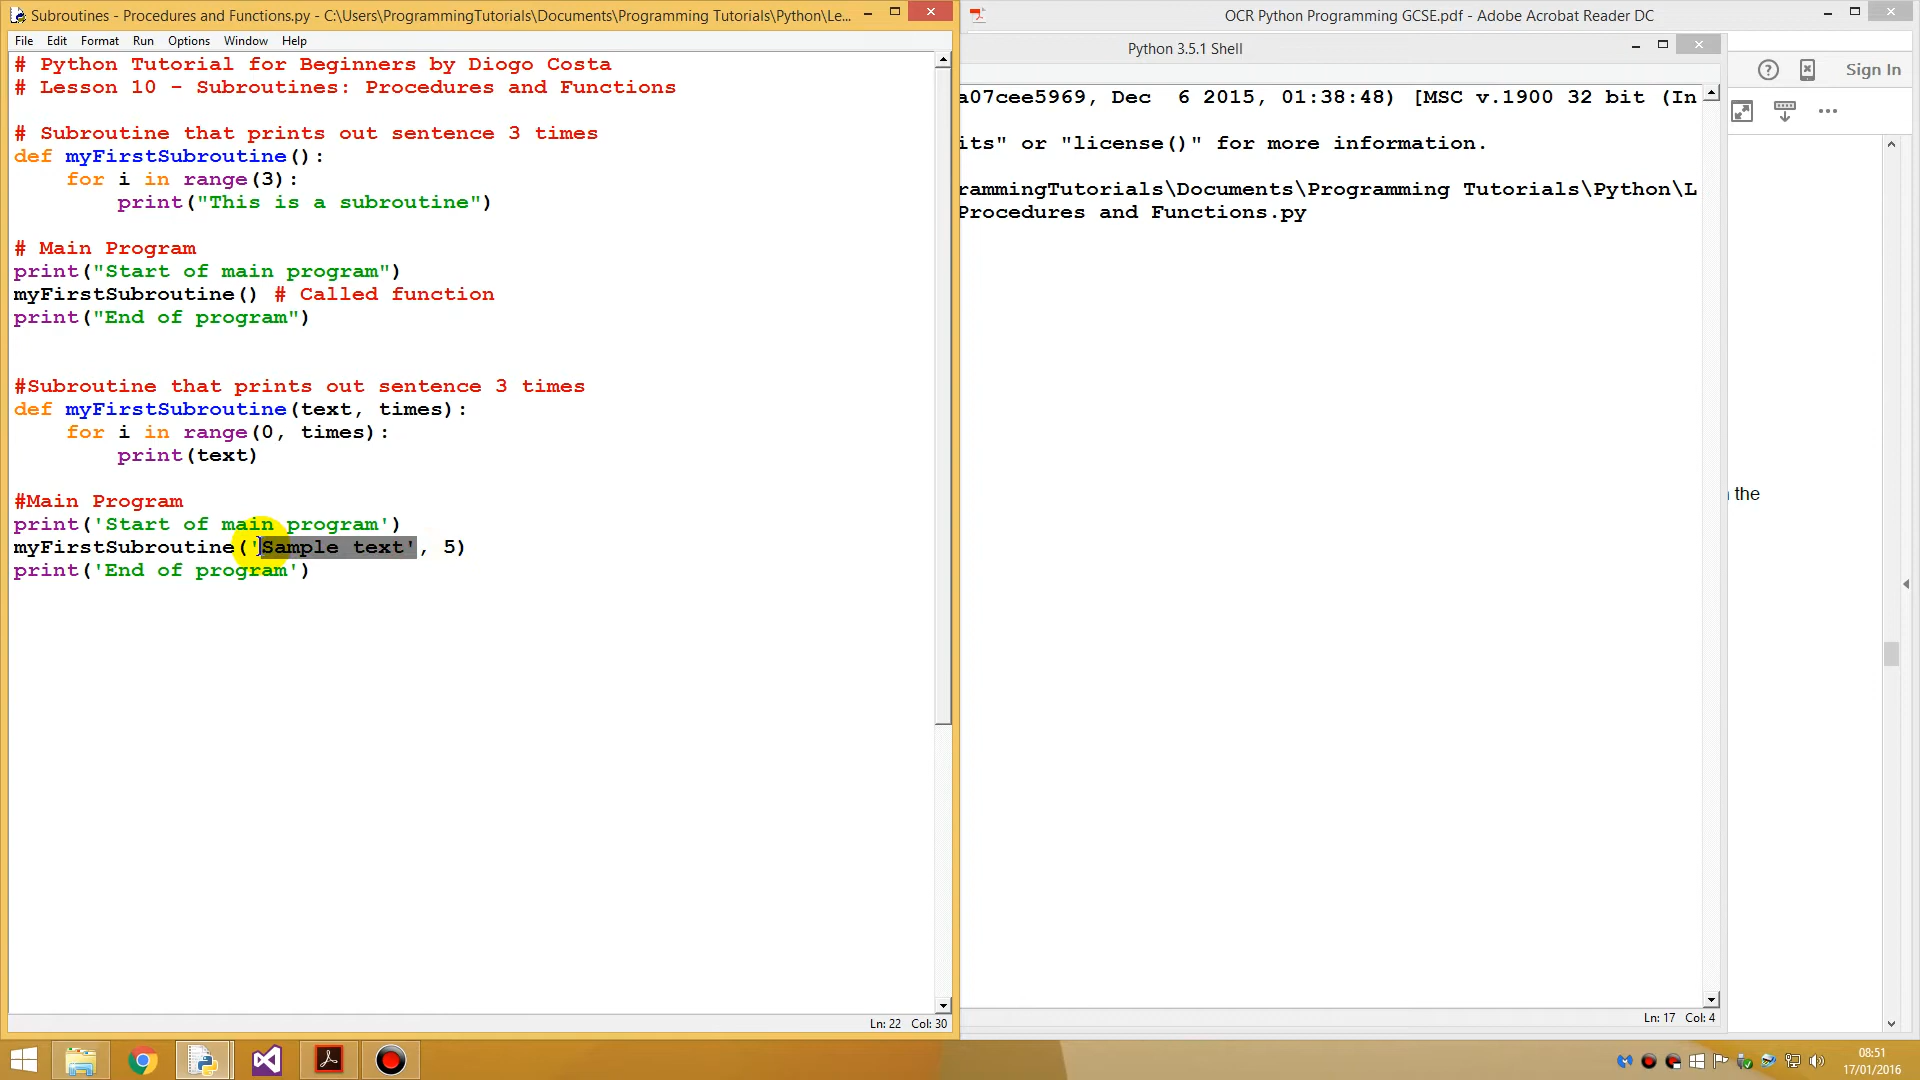 Subroutines - Procedures and Functions.py - C:\Users\ProgrammingTutorials\Documents\Programming Tutorials\Python\Le...
File Edit Format Run Options Window Help
# Python Tutorial for Beginners by Diogo Costa
# Lesson 10 - Subroutines: Procedures and Functions
# Subroutine that prints out sentence 3 times
def myFirstSubroutine():
    for i in range(3):
        print("This is a subroutine")
# Main Program
print("Start of main program")
myFirstSubroutine() # Called function
print("End of program")
#Subroutine that prints out sentence 3 times
def myFirstSubroutine(text, times):
    for i in range(0, times):
        print(text)
#Main Program
print('Start of main program')
myFirstSubroutine('Sample text', 5)
print('End of program')
Ln: 22 Col: 30
OCR Python Programming GCSE.pdf - Adobe Acrobat Reader DC
Python 3.5.1 Shell
Sign In
a07cee5969, Dec  6 2015, 01:38:48) [MSC v.1900 32 bit (In
its" or "license()" for more information.
rammingTutorials\Documents\Programming Tutorials\Python\L
Procedures and Functions.py
the
Ln: 17 Col: 4
08:51
17/01/2016